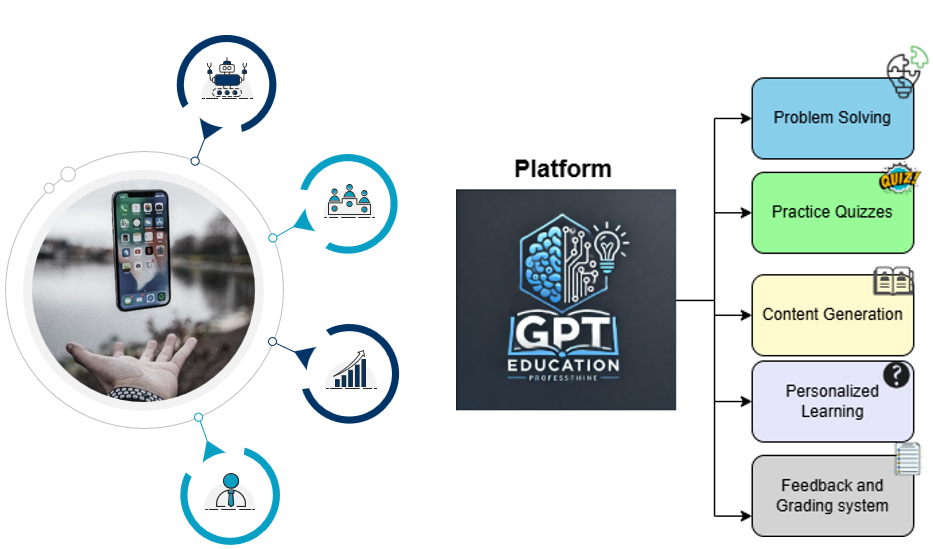 Platform
GPT
EDUCATION
PROFESSTHINE
Problem Solving
QUIZ!
Practice Quizzes
Content Generation
?
Personalized
Learning
Feedback and
Grading system